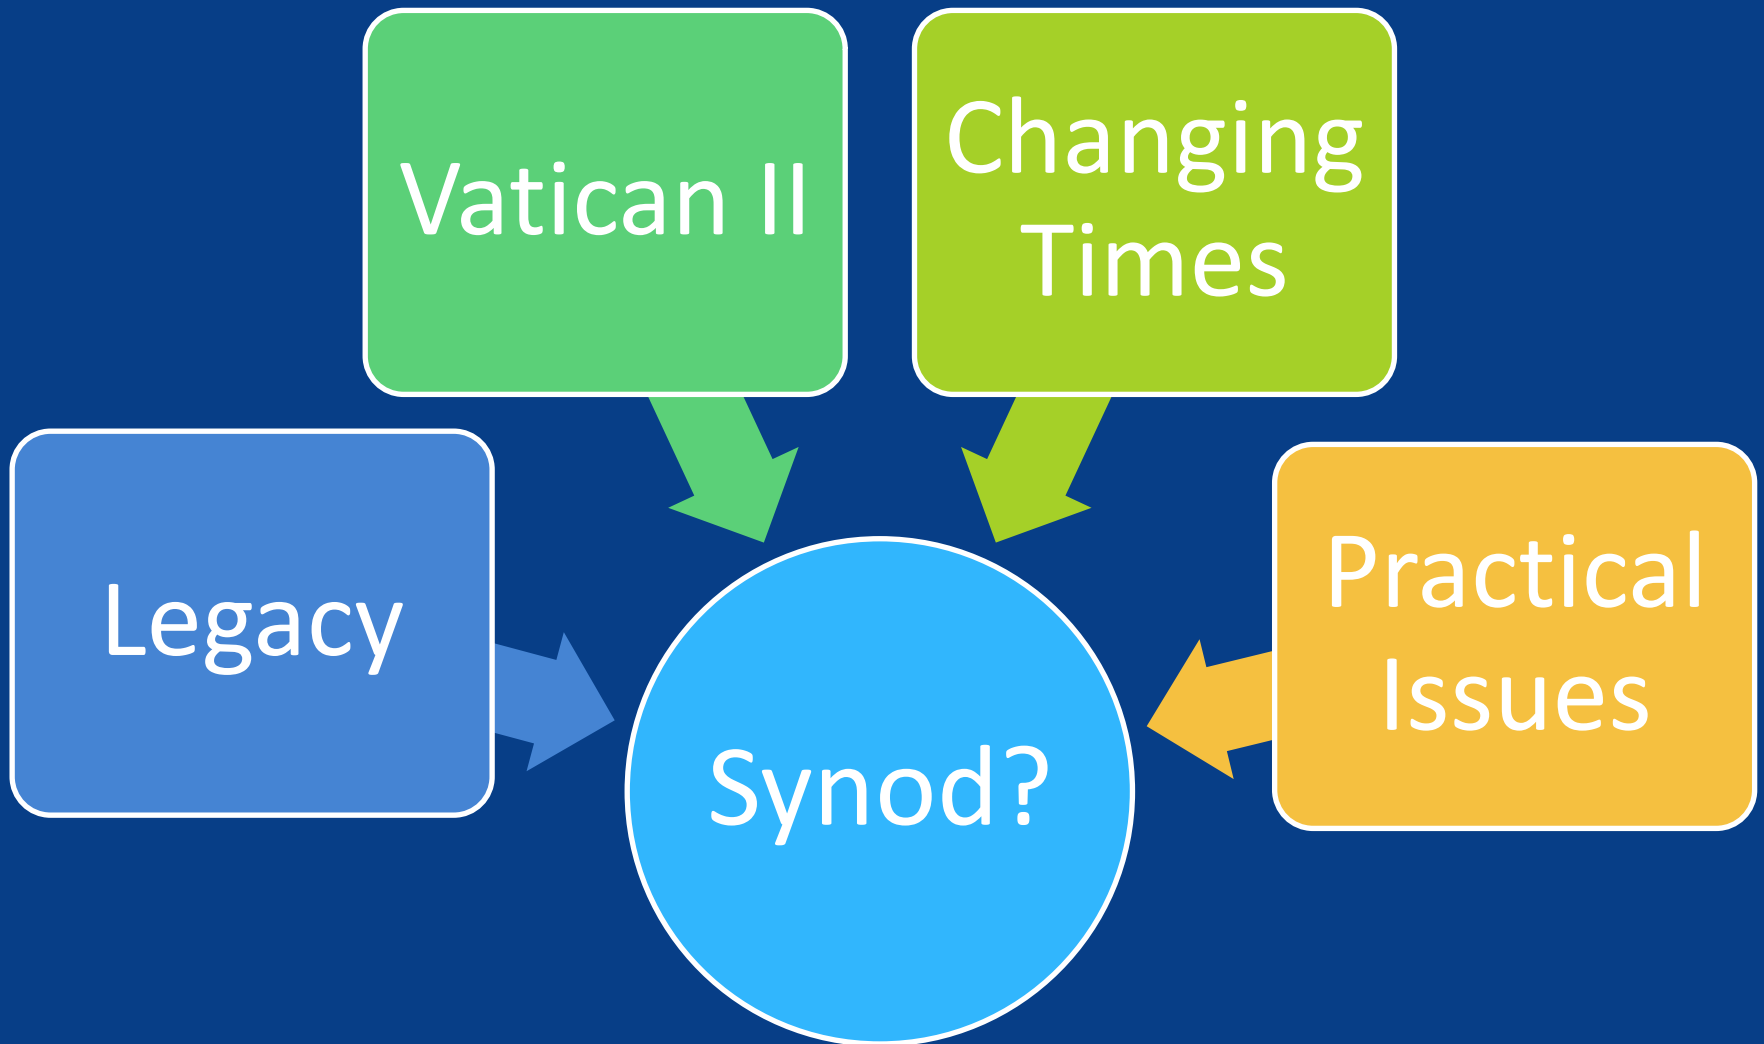 Vatican II
Changing
Times
Legacy
Practical
Issues
Synod?